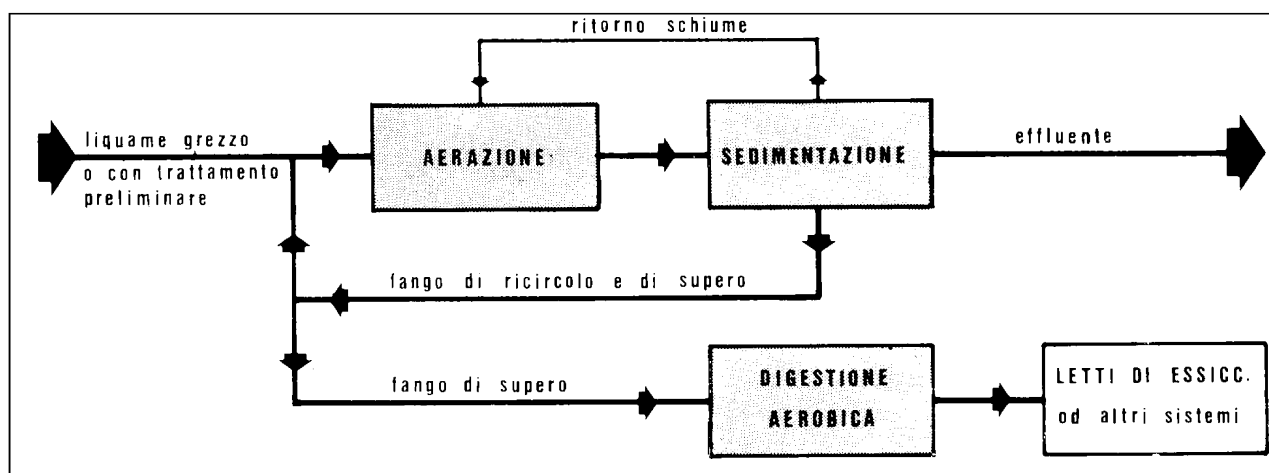 ritorno schiume
liquame grezzo
o con trattamento
preliminare
AERAZIONE
SEDIMENTAZIONE
effluente
fango di ricircolo e di supero
fango di supero
DIGESTIONE
AEROBICA
LETTI DI ESSICC.
od altri sistemi